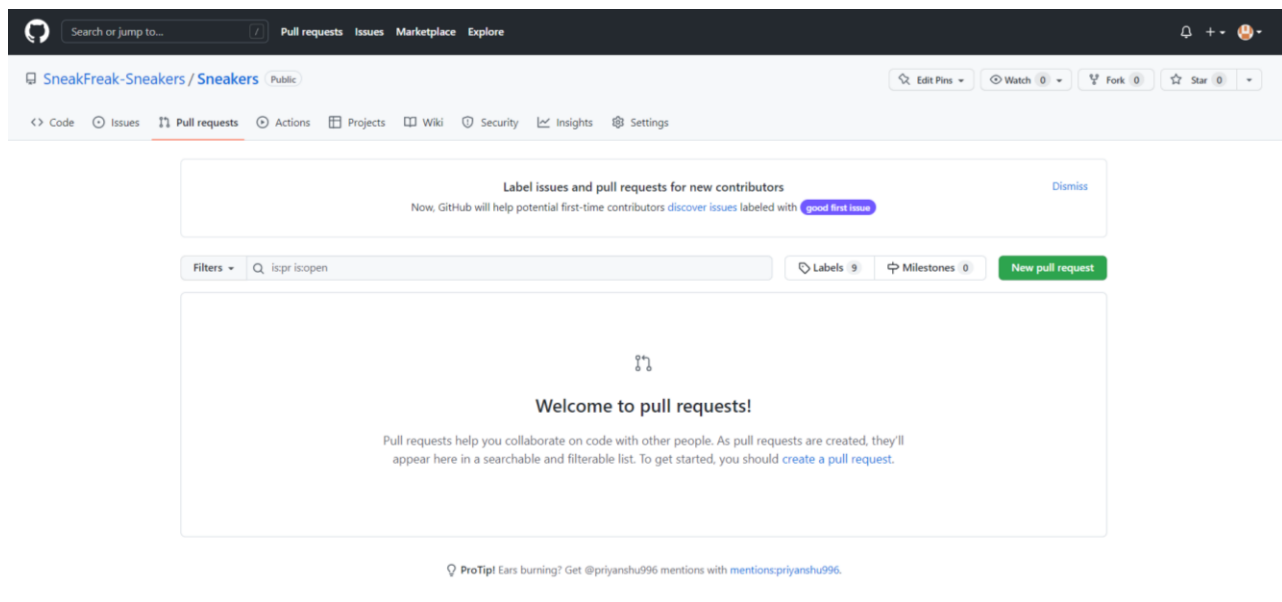 Search or jump to... / Pull requests Issues Marketplace Explore
SneakFreak-Sneakers / Sneakers Public Edit Pins Watch 0 Fork 0 Star 0
<> Code Issues Pull requests Actions Projects Wiki Security Insights Settings
Label issues and pull requests for new contributors Dismiss
Now, GitHub will help potential first-time contributors discover issues labeled with good first issue
Filters is:pr is:open Labels 9 Milestones 0 New pull request
Welcome to pull requests!
Pull requests help you collaborate on code with other people. As pull requests are created, they'll
appear here in a searchable and filterable list. To get started, you should create a pull request.
ProTip! Ears burning? Get @priyanshu996 mentions with mentions:priyanshu996.